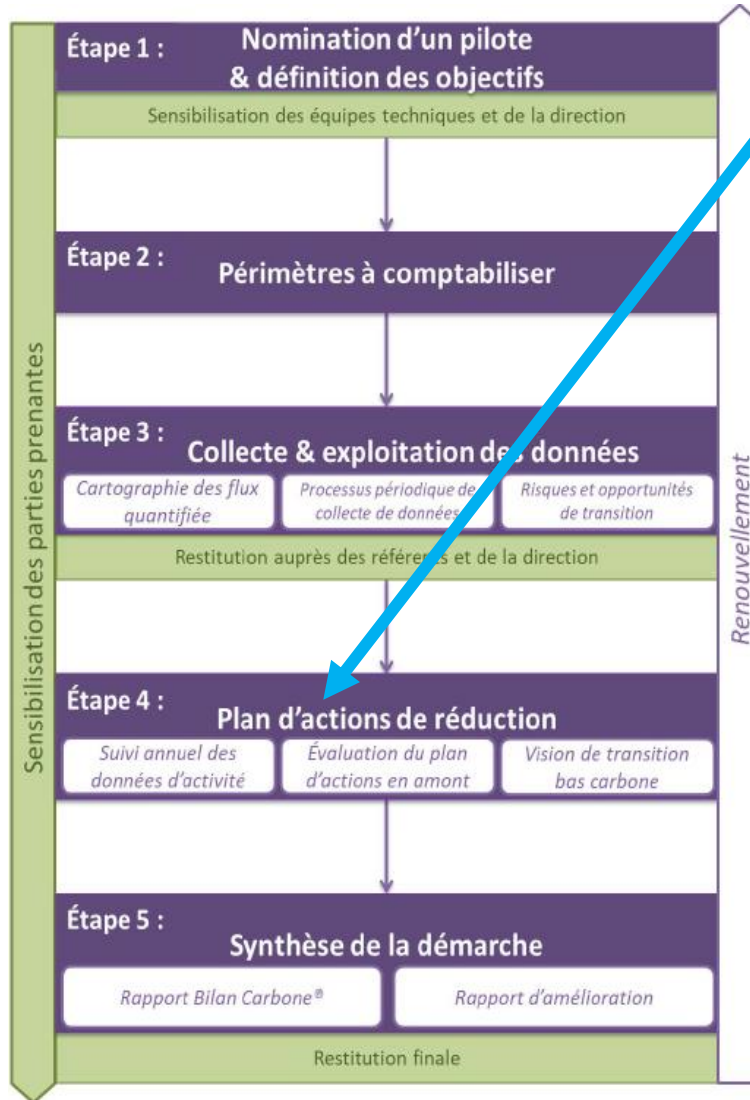 Étape 1 :
Nomination d'un pilote
& définition des objectifs
Sensibilisation des équipes techniques et de la direction
Étape 2 :
Périmètres à comptabiliser
Étape 3 :
Collecte & exploitation des données
Cartographie des flux
quantifiée
Processus périodique de
collecte de données
Risques et opportunités
de transition
Restitution auprès des référents et de la direction
Étape 4 :
Plan d'actions de réduction
Suivi annuel des
données d'activité
Évaluation du plan
d'actions en amont
Vision de transition
bas carbone
Étape 5 :
Synthèse de la démarche
Rapport Bilan Carbone®
Rapport d'amélioration
Restitution finale
Sensibilisation des parties prenantes
Renouvellement